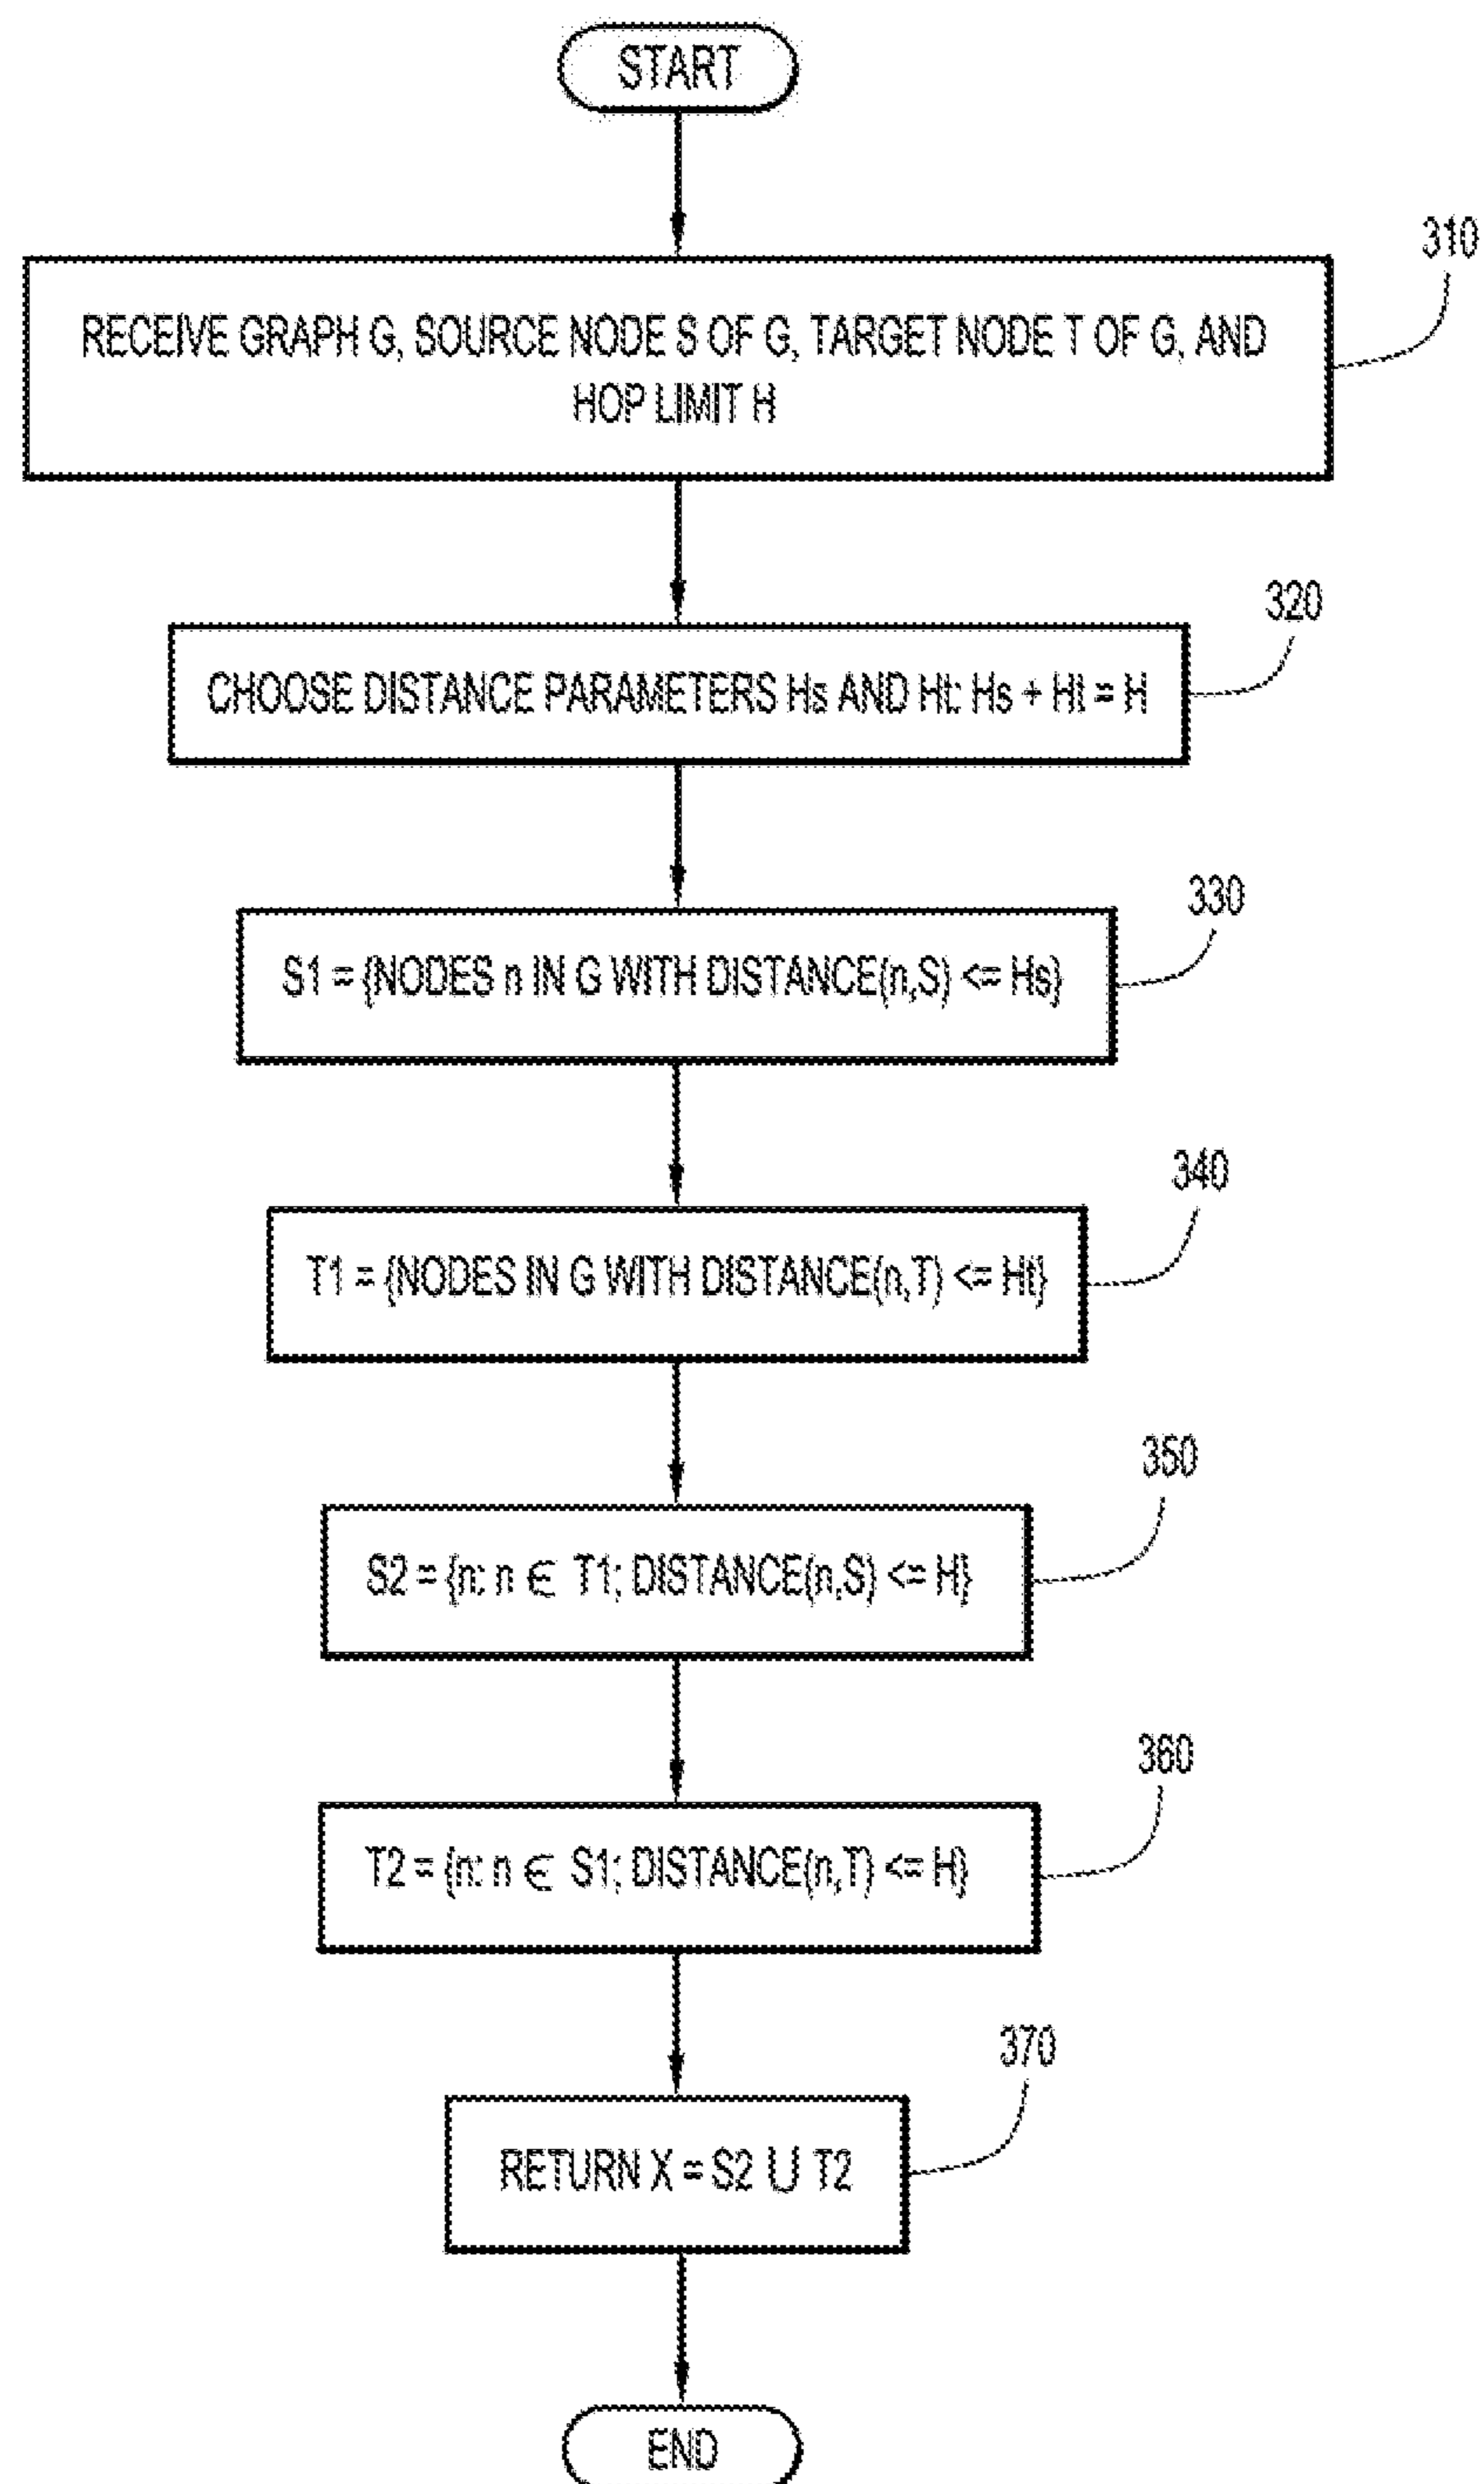 START
310
RECEIVE GRAPH G, SOURCE NODE S OF G, TARGET NODE T OF G, AND
HOP LIMIT H
320
CHOOSE DISTANCE PARAMETERS Hs AND Ht: Hs + Ht = H
330
S1 = {NODES n IN G WITH DISTANCE(n,S) <= Hs}
340
T1 = {NODES IN G WITH DISTANCE(n,T) <= Ht}
350
S2 = {n: n ∈ T1; DISTANCE(n,S) <= H}
360
T2 = {n: n ∈ S1; DISTANCE(n,T) <= H}
370
RETURN X = S2 ∪ T2
END